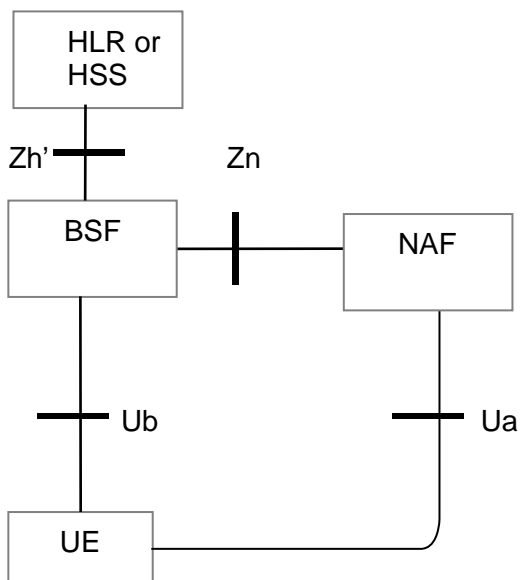 HLR or
HSS
Zh’
Zn
BSF
NAF
Ub
Ua
UE